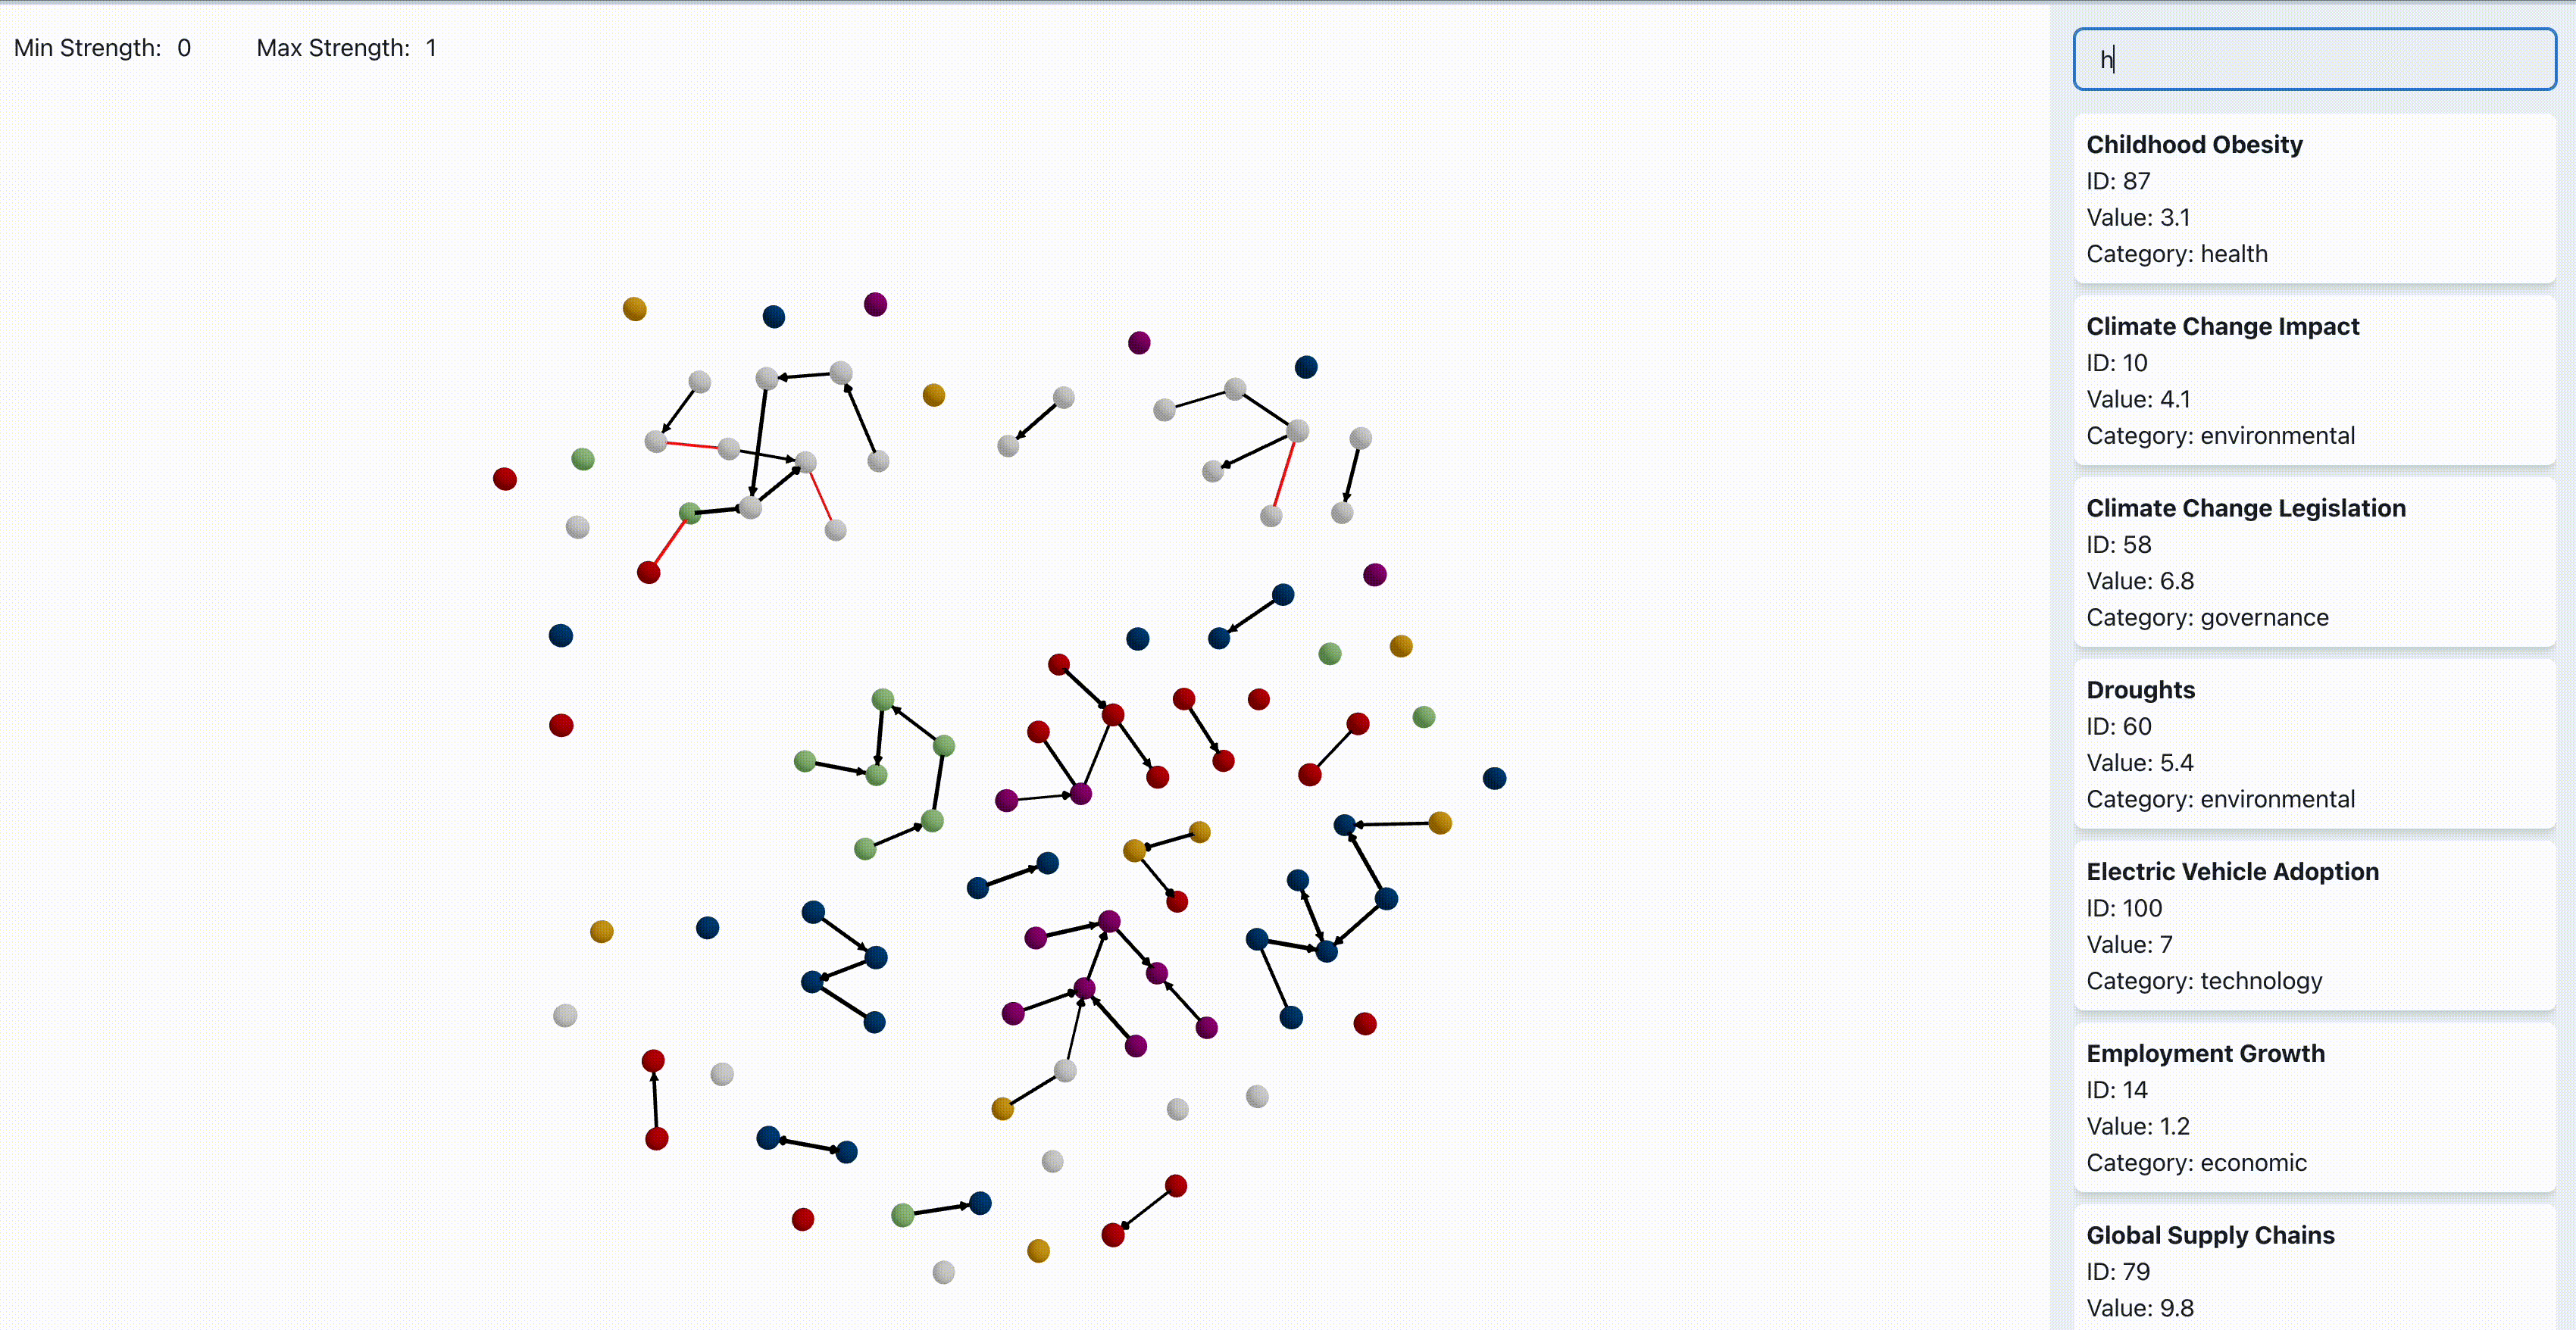 Min Strength: 0 Max Strength: 1
h
Childhood Obesity
ID: 87
Value: 3.1
Category: health
Climate Change Impact
ID: 10
Value: 4.1
Category: environmental
Climate Change Legislation
ID: 58
Value: 6.8
Category: governance
Droughts
ID: 60
Value: 5.4
Category: environmental
Electric Vehicle Adoption
ID: 100
Value: 7
Category: technology
Employment Growth
ID: 14
Value: 1.2
Category: economic
Global Supply Chains
ID: 79
Value: 9.8